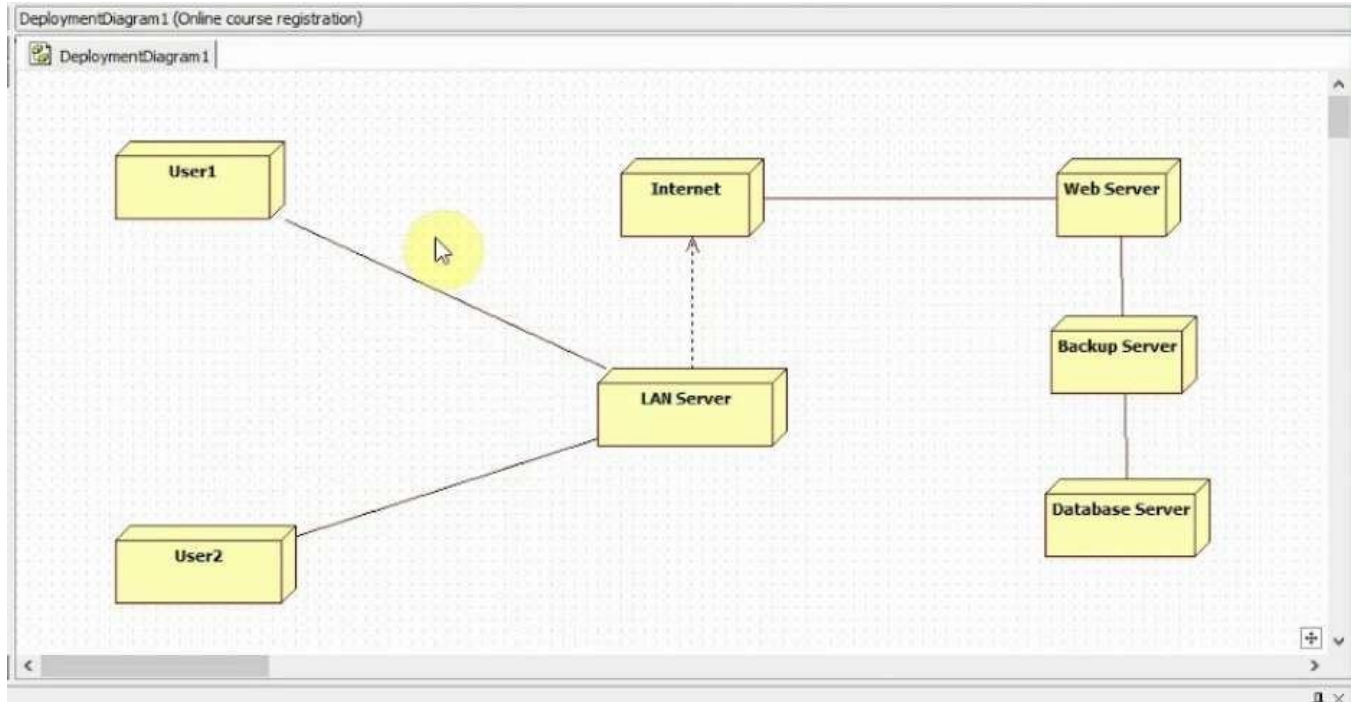 DeploymentDiagram1 (Online course registration)
DeploymentDiagram1
User1
Internet
Web Server
Backup Server
LAN Server
Database Server
User2